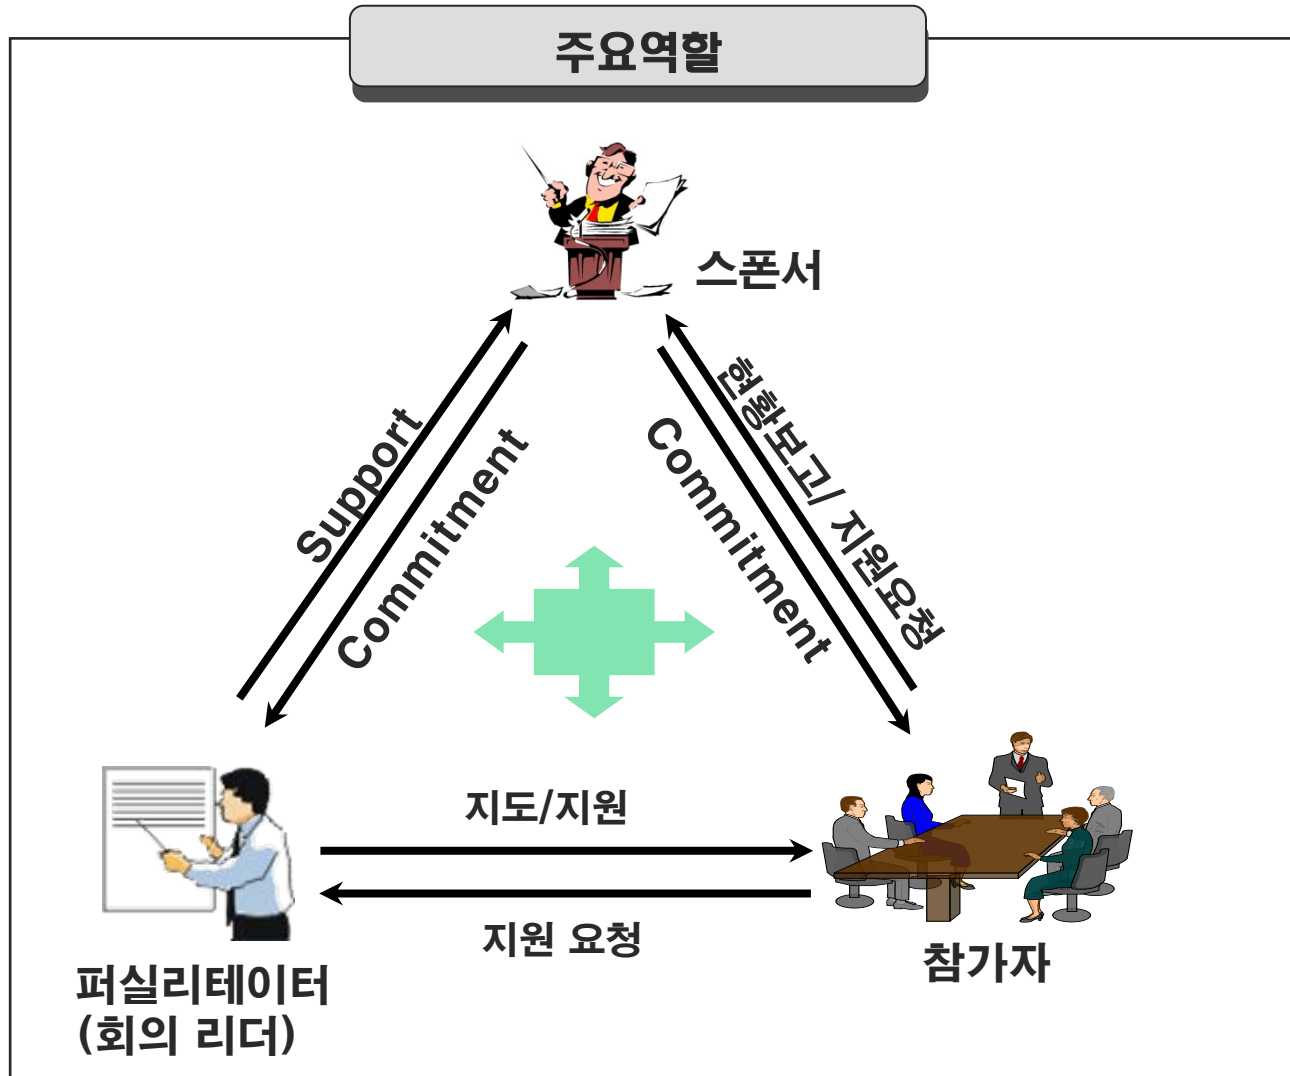 주요역할
스폰서
Support
Commitment
Commitment
현황보고/ 지원요청
지도/지원
지원 요청
퍼실리테이터
(회의 리더)
참가자